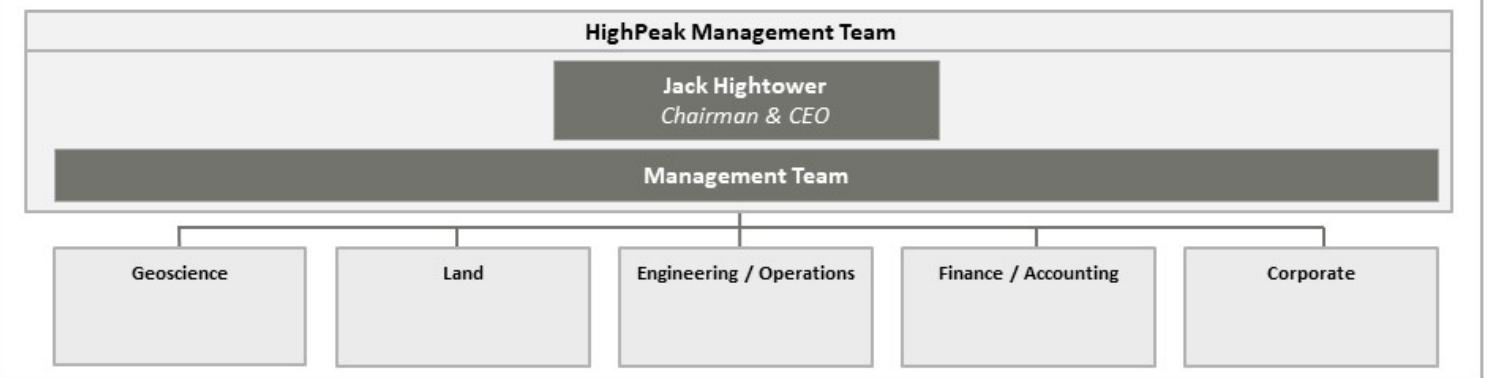 HighPeak Management Team
Jack Hightower
Chairman & CEO
Management Team
Geoscience
Land
Engineering / Operations
Finance / Accounting
Corporate